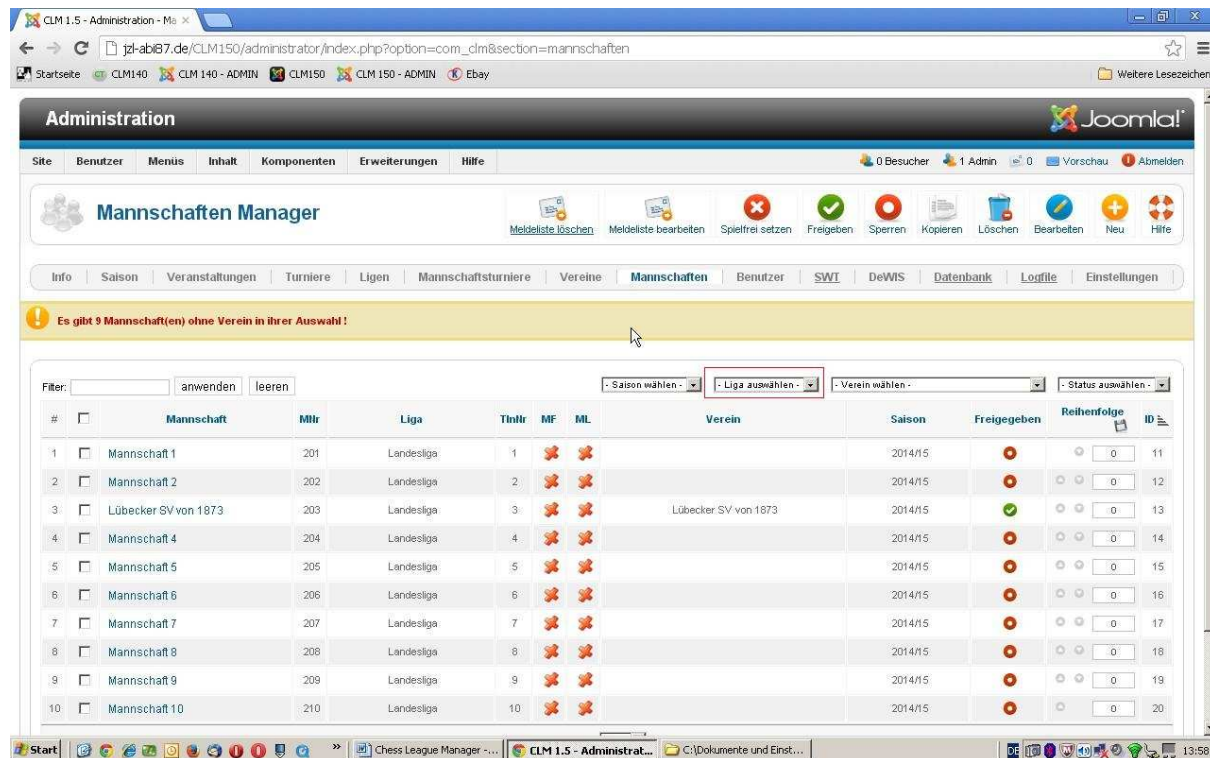 CLM 1.5 - Administration - Ma
jzl-abi87.de/CLM150/administrator/index.php?option=com_clm&section=mannschaften
Startseite CLM140 CLM 140 - ADMIN CLM150 CLM 150 - ADMIN Ebay Weitere Lesezeichen
Administration Joomla!
Site Benutzer Menüs Inhalt Komponenten Erweiterungen Hilfe 0 Besucher 1 Admin 0 Vorschau Abmelden
Mannschaften Manager
Meldeliste löschen Meldeliste bearbeiten Spielfrei setzen Freigeben Sperren Kopieren Löschen Bearbeiten Neu Hilfe
Info Saison Veranstaltungen Turniere Ligen Mannschaftsturniere Vereine Mannschaften Benutzer SWT DeWIS Datenbank Logfile Einstellungen
Es gibt 9 Mannschaft(en) ohne Verein in ihrer Auswahl !
Filter: anwenden leeren - Saison wählen - - Liga auswählen - - Verein wählen - - Status auswählen -
# Mannschaft MNr Liga TlnNr MF ML Verein Saison Freigegeben Reihenfolge ID
1 Mannschaft 1 201 Landesliga 1 2014/15 0 11
2 Mannschaft 2 202 Landesliga 2 2014/15 0 12
3 Lübecker SV von 1873 203 Landesliga 3 Lübecker SV von 1873 2014/15 0 13
4 Mannschaft 4 204 Landesliga 4 2014/15 0 14
5 Mannschaft 5 205 Landesliga 5 2014/15 0 15
6 Mannschaft 6 206 Landesliga 6 2014/15 0 16
7 Mannschaft 7 207 Landesliga 7 2014/15 0 17
8 Mannschaft 8 208 Landesliga 8 2014/15 0 18
9 Mannschaft 9 209 Landesliga 9 2014/15 0 19
10 Mannschaft 10 210 Landesliga 10 2014/15 0 20
Start » Chess League Manager -... CLM 1.5 - Administrat... C:\Dokumente und Einst... DE 13:58